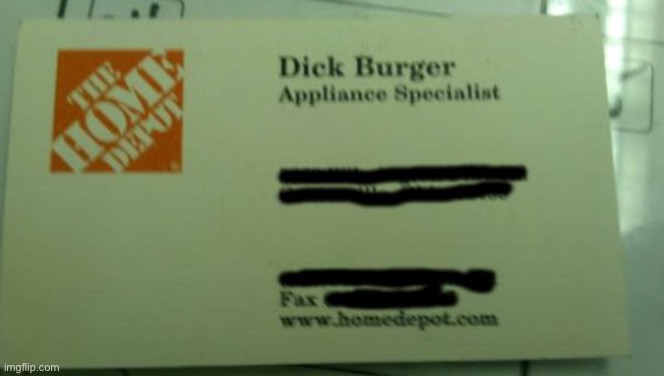 THE
HOME
DEPOT
Dick Burger
Appliance Specialist
Fax
www.homedepot.com
imgflip.com